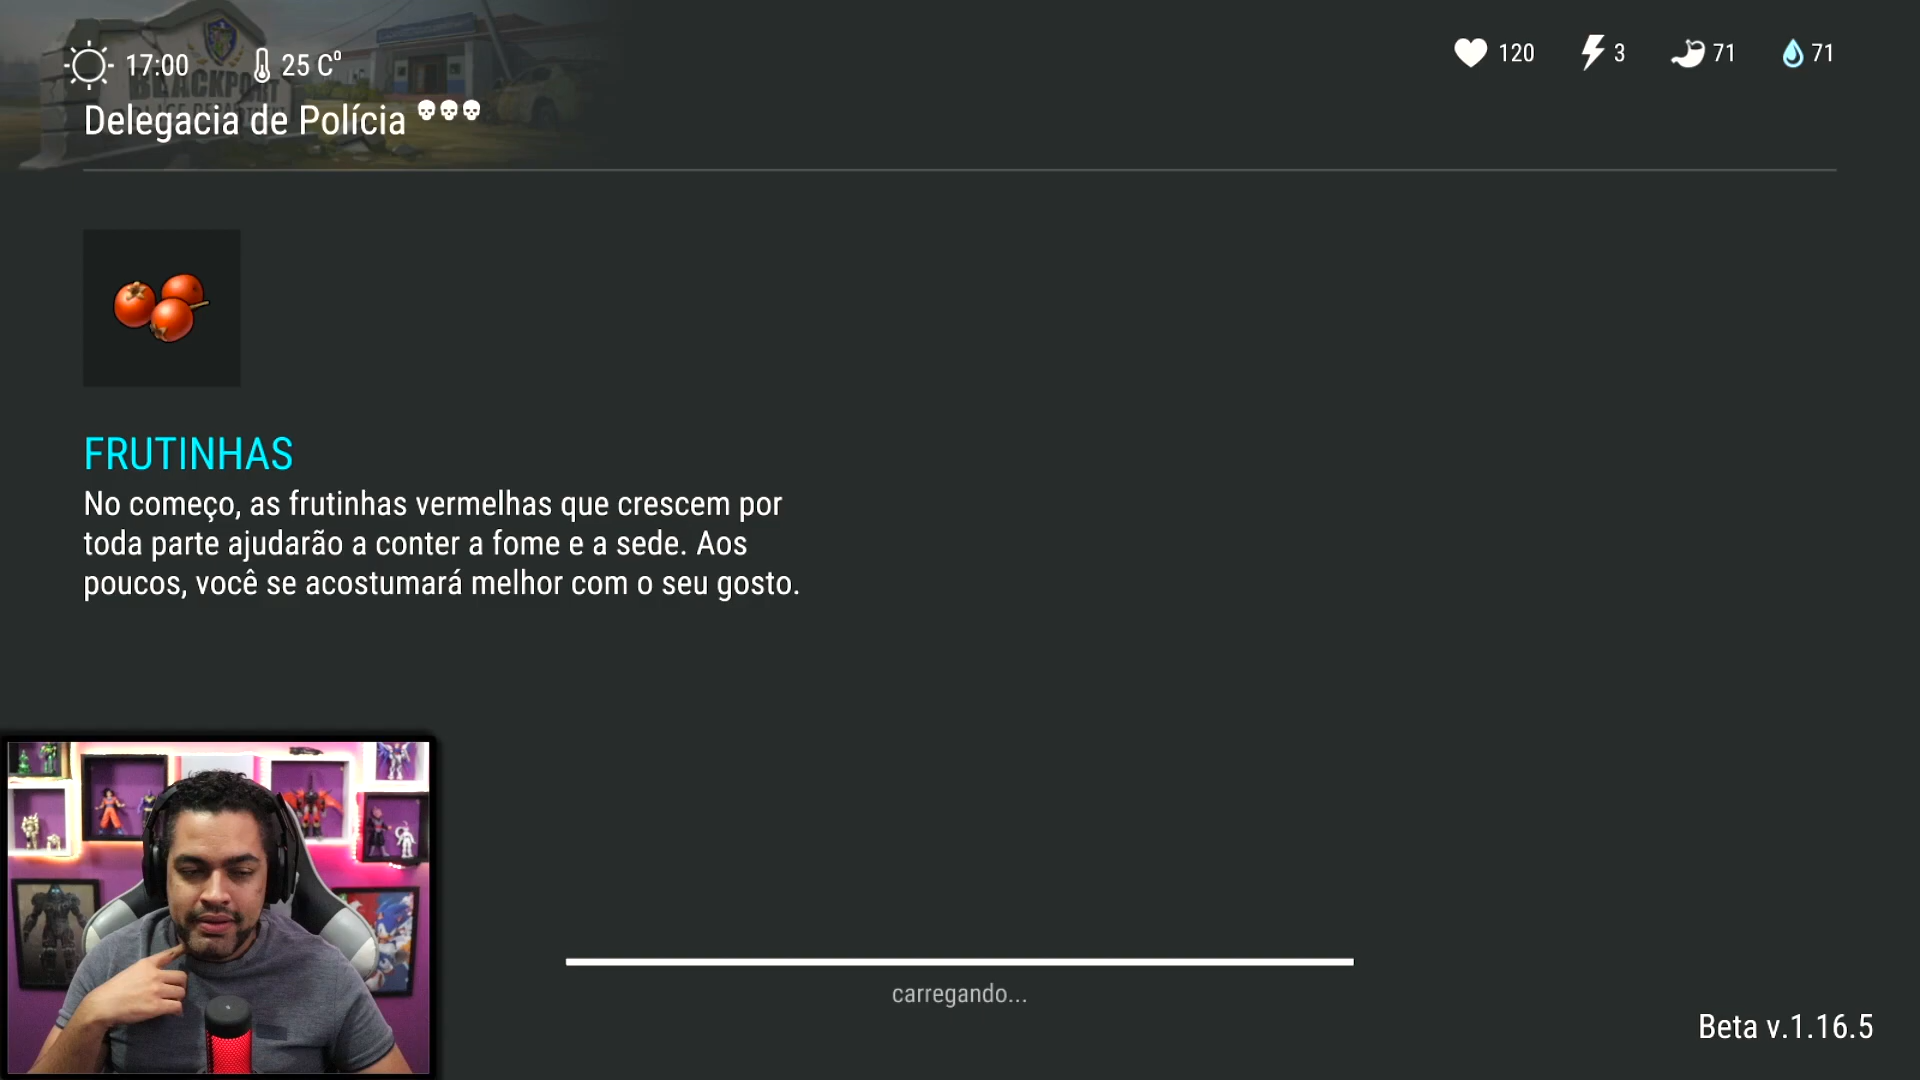 17:00
25 Cº
120
3
71
71
BLACKPORT
Delegacia de Polícia
FRUTINHAS
No começo, as frutinhas vermelhas que crescem por
toda parte ajudarão a conter a fome e a sede. Aos
poucos, você se acostumará melhor com o seu gosto.
carregando...
Beta v.1.16.5